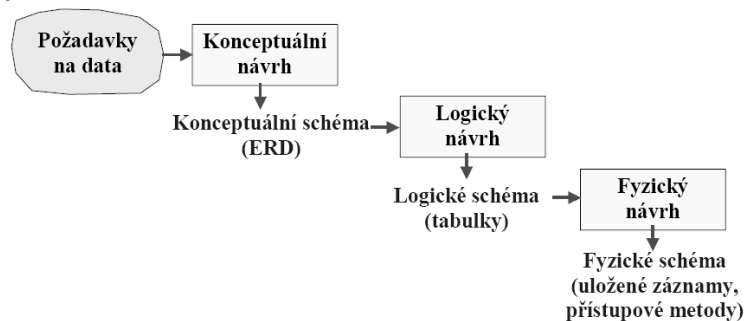 Požadavky
na data
Konceptuální
návrh
Konceptuální schéma
(ERD)
Logický
návrh
Logické schéma
(tabulky)
Fyzický
návrh
Fyzické schéma
(uložené záznamy,
přístupové metody)